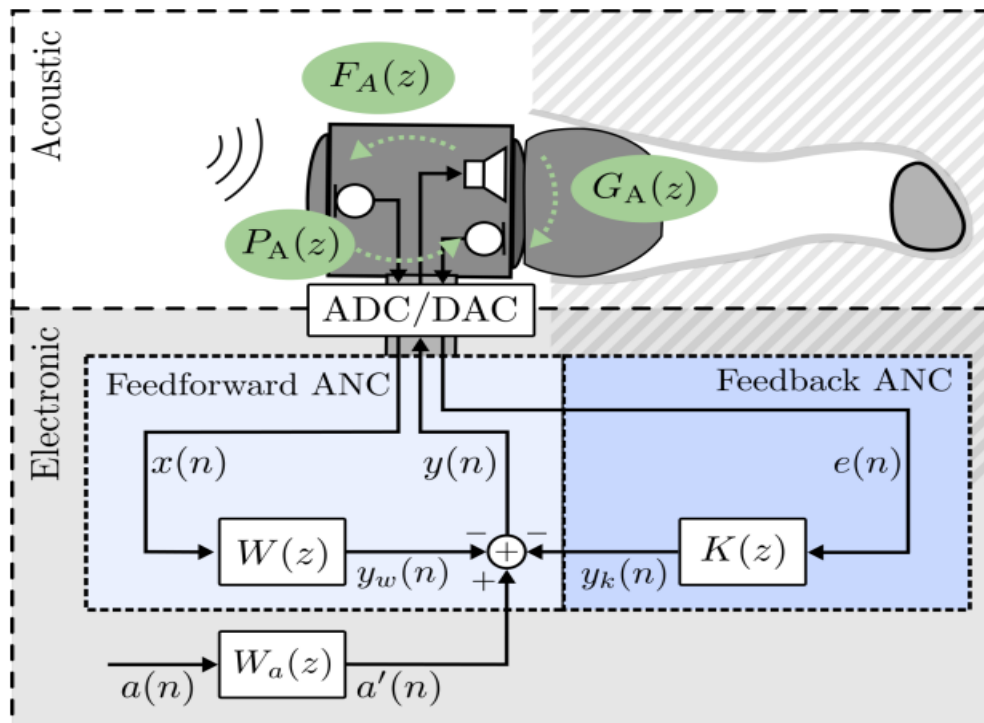 Acoustic
F_A(z)
G_A(z)
P_A(z)
ADC/DAC
Electronic
Feedforward ANC
Feedback ANC
x(n)
y(n)
e(n)
W(z)
−
−
+
+
K(z)
y_w(n)
y_k(n)
W_a(z)
a(n)
a′(n)